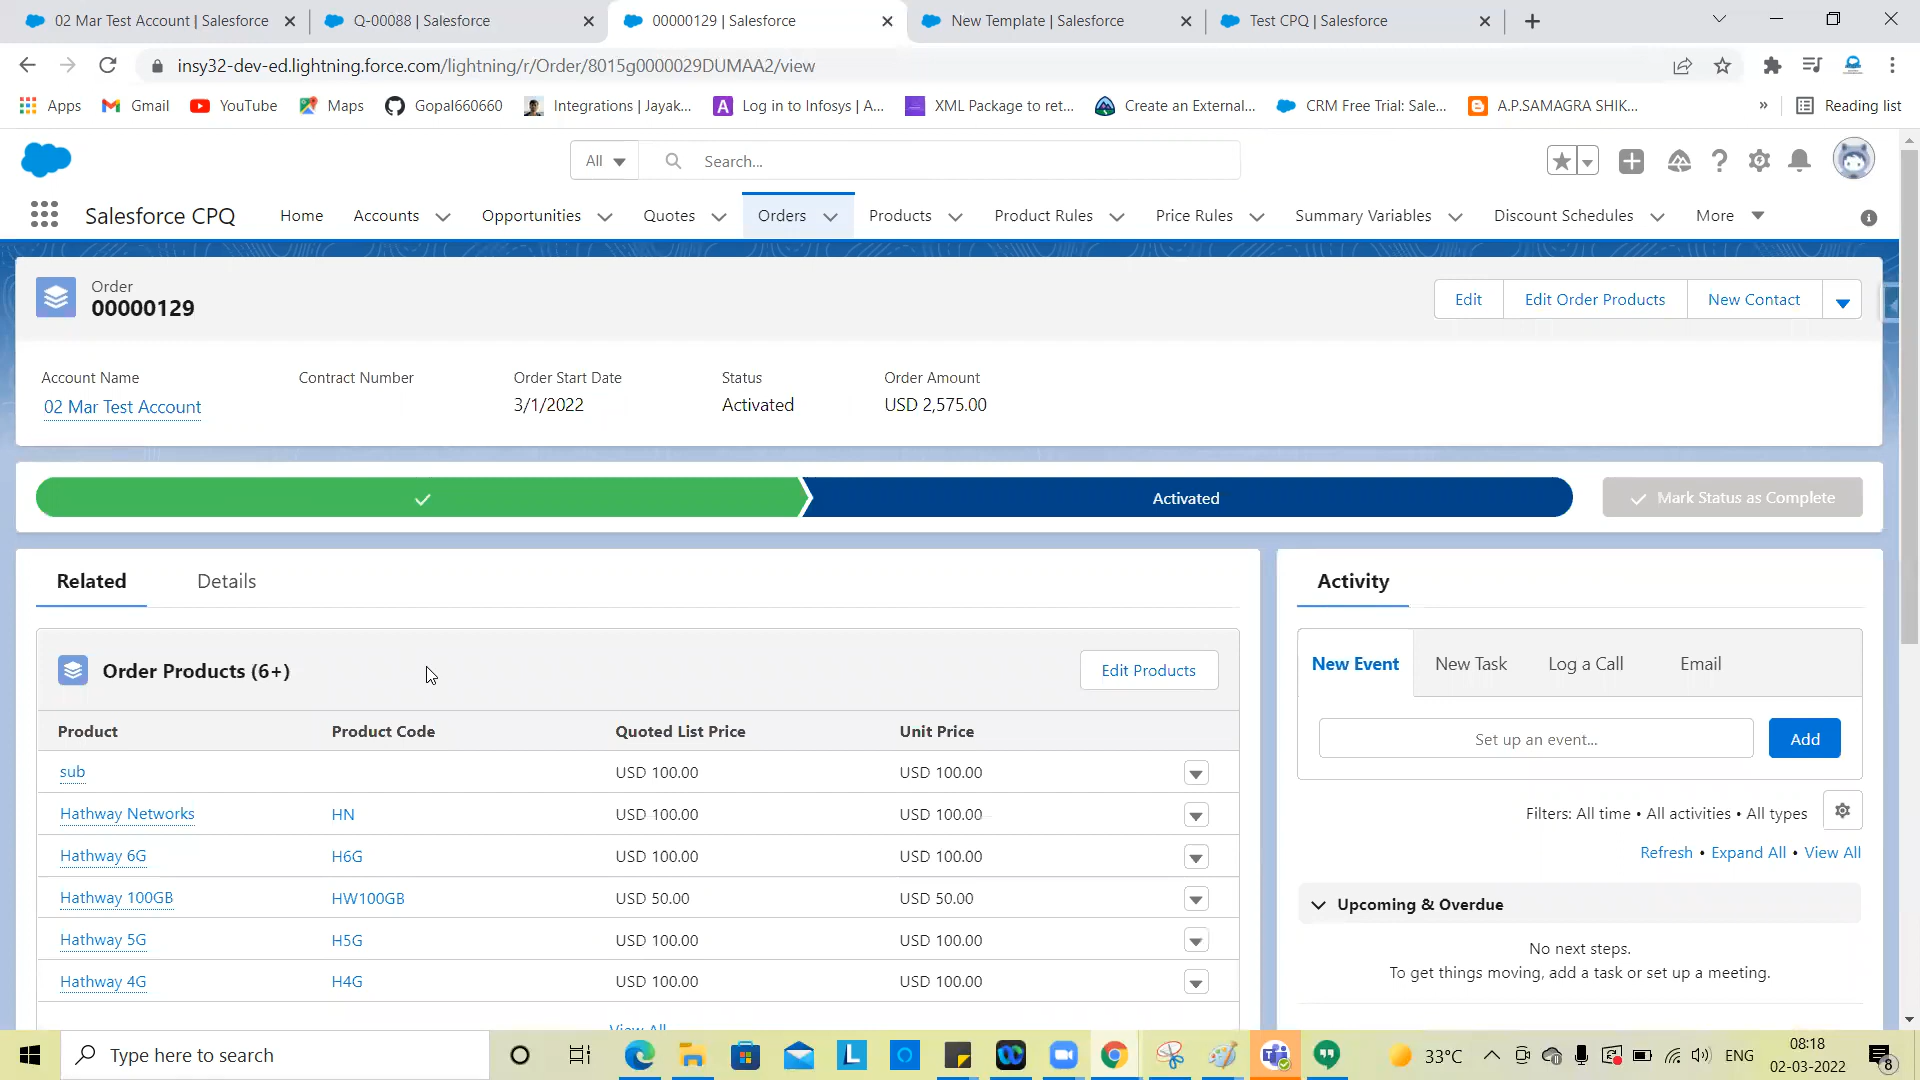 02 Mar Test Account | Salesforce
Q-00088 | Salesforce
00000129 | Salesforce
New Template | Salesforce
Test CPQ | Salesforce
insy32-dev-ed.lightning.force.com/lightning/r/Order/8015g0000029DUMAA2/view
Apps
Gmail
YouTube
Maps
Gopal660060
Integrations | Jayak...
Log in to Infosys | A...
XML Package to ret...
Create an External...
CRM Free Trial: Sale...
A.P.SAMAGRA SHIK...
»
Reading list
All
Search...
Salesforce CPQ
Home
Accounts
Opportunities
Quotes
Orders
Products
Product Rules
Price Rules
Summary Variables
Discount Schedules
More
Order
00000129
Edit
Edit Order Products
New Contact
Account Name
Contract Number
Order Start Date
Status
Order Amount
02 Mar Test Account
3/1/2022
Activated
USD 2,575.00
Activated
Mark Status as Complete
Related
Details
Activity
Order Products (6+)
Edit Products
New Event
New Task
Log a Call
Email
Product
Product Code
Quoted List Price
Unit Price
Set up an event...
Add
sub
USD 100.00
USD 100.00
Hathway Networks
HN
USD 100.00
USD 100.00
Filters: All time • All activities • All types
Hathway 6G
H6G
USD 100.00
USD 100.00
Refresh • Expand All • View All
Hathway 100GB
HW100GB
USD 50.00
USD 50.00
Upcoming & Overdue
Hathway 5G
H5G
USD 100.00
USD 100.00
No next steps.
To get things moving, add a task or set up a meeting.
Hathway 4G
H4G
USD 100.00
USD 100.00
View All
Type here to search
33°C
ENG
08:18
02-03-2022
8